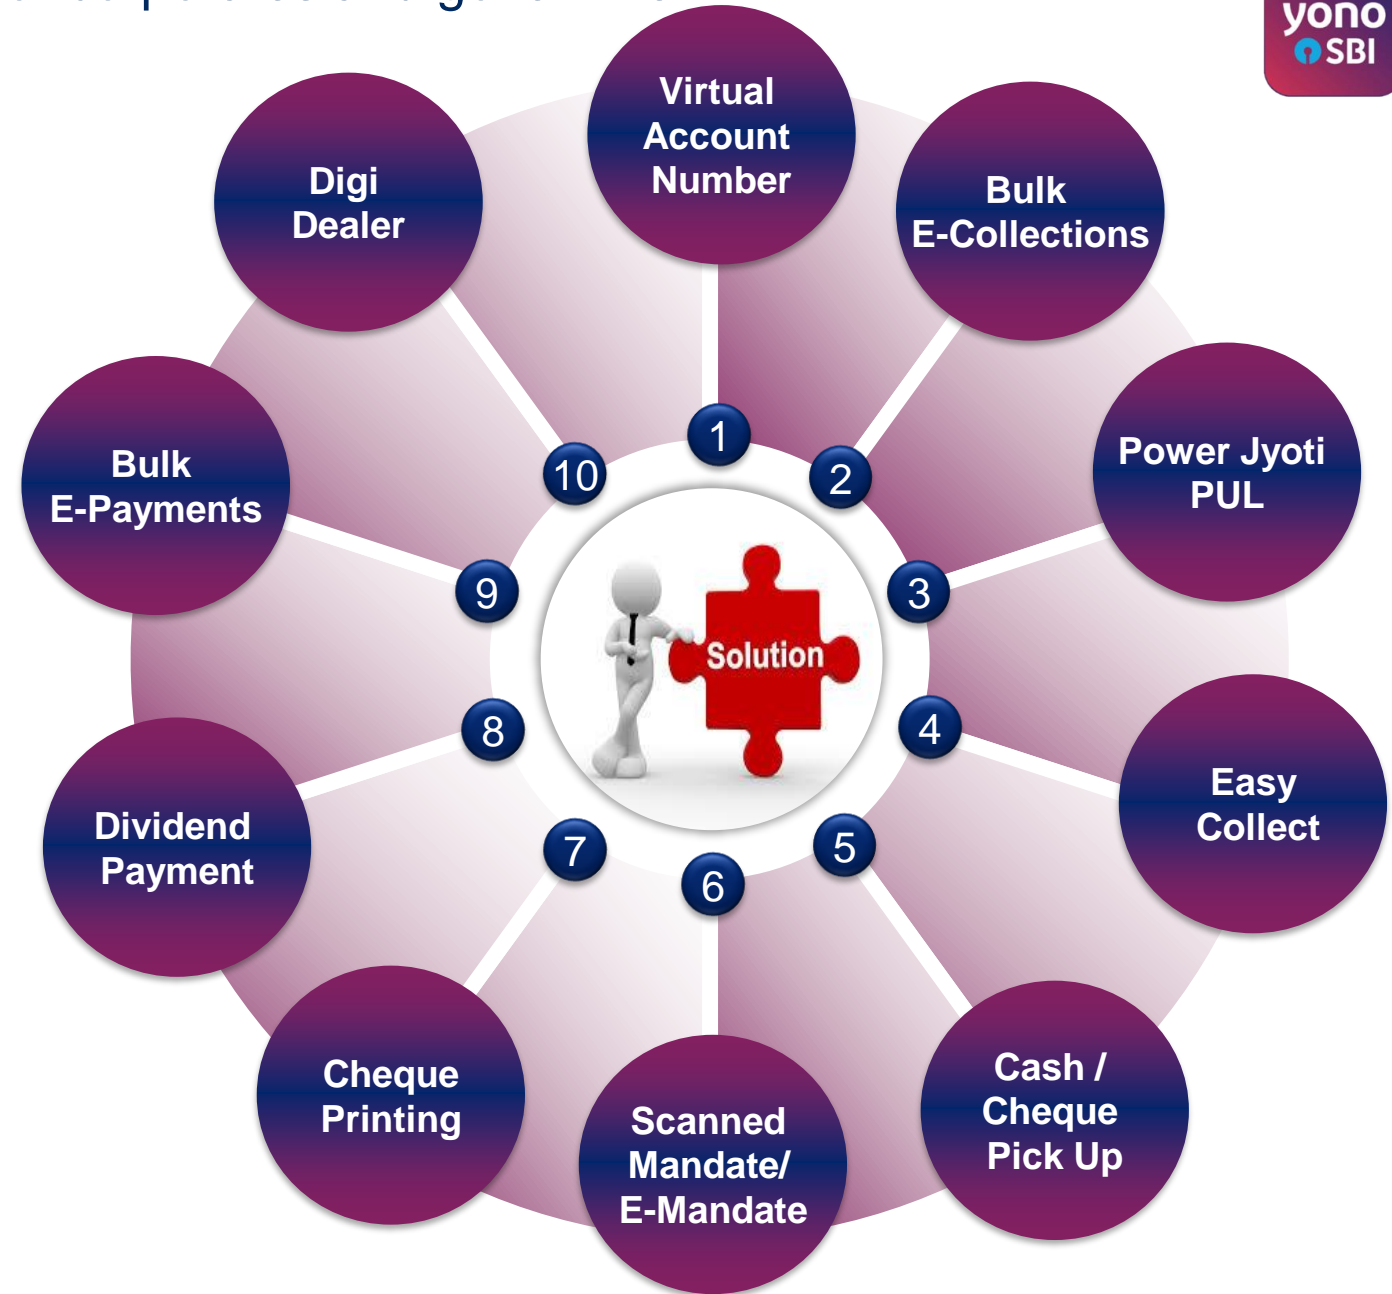 yono
SBI
Virtual
Account
Number
Bulk
E-Collections
Power Jyoti
PUL
Easy
Collect
Cash /
Cheque
Pick Up
Scanned
Mandate/
E-Mandate
Cheque
Printing
Dividend
Payment
Bulk
E-Payments
Digi
Dealer
1
2
3
4
5
6
7
8
9
10
Solution